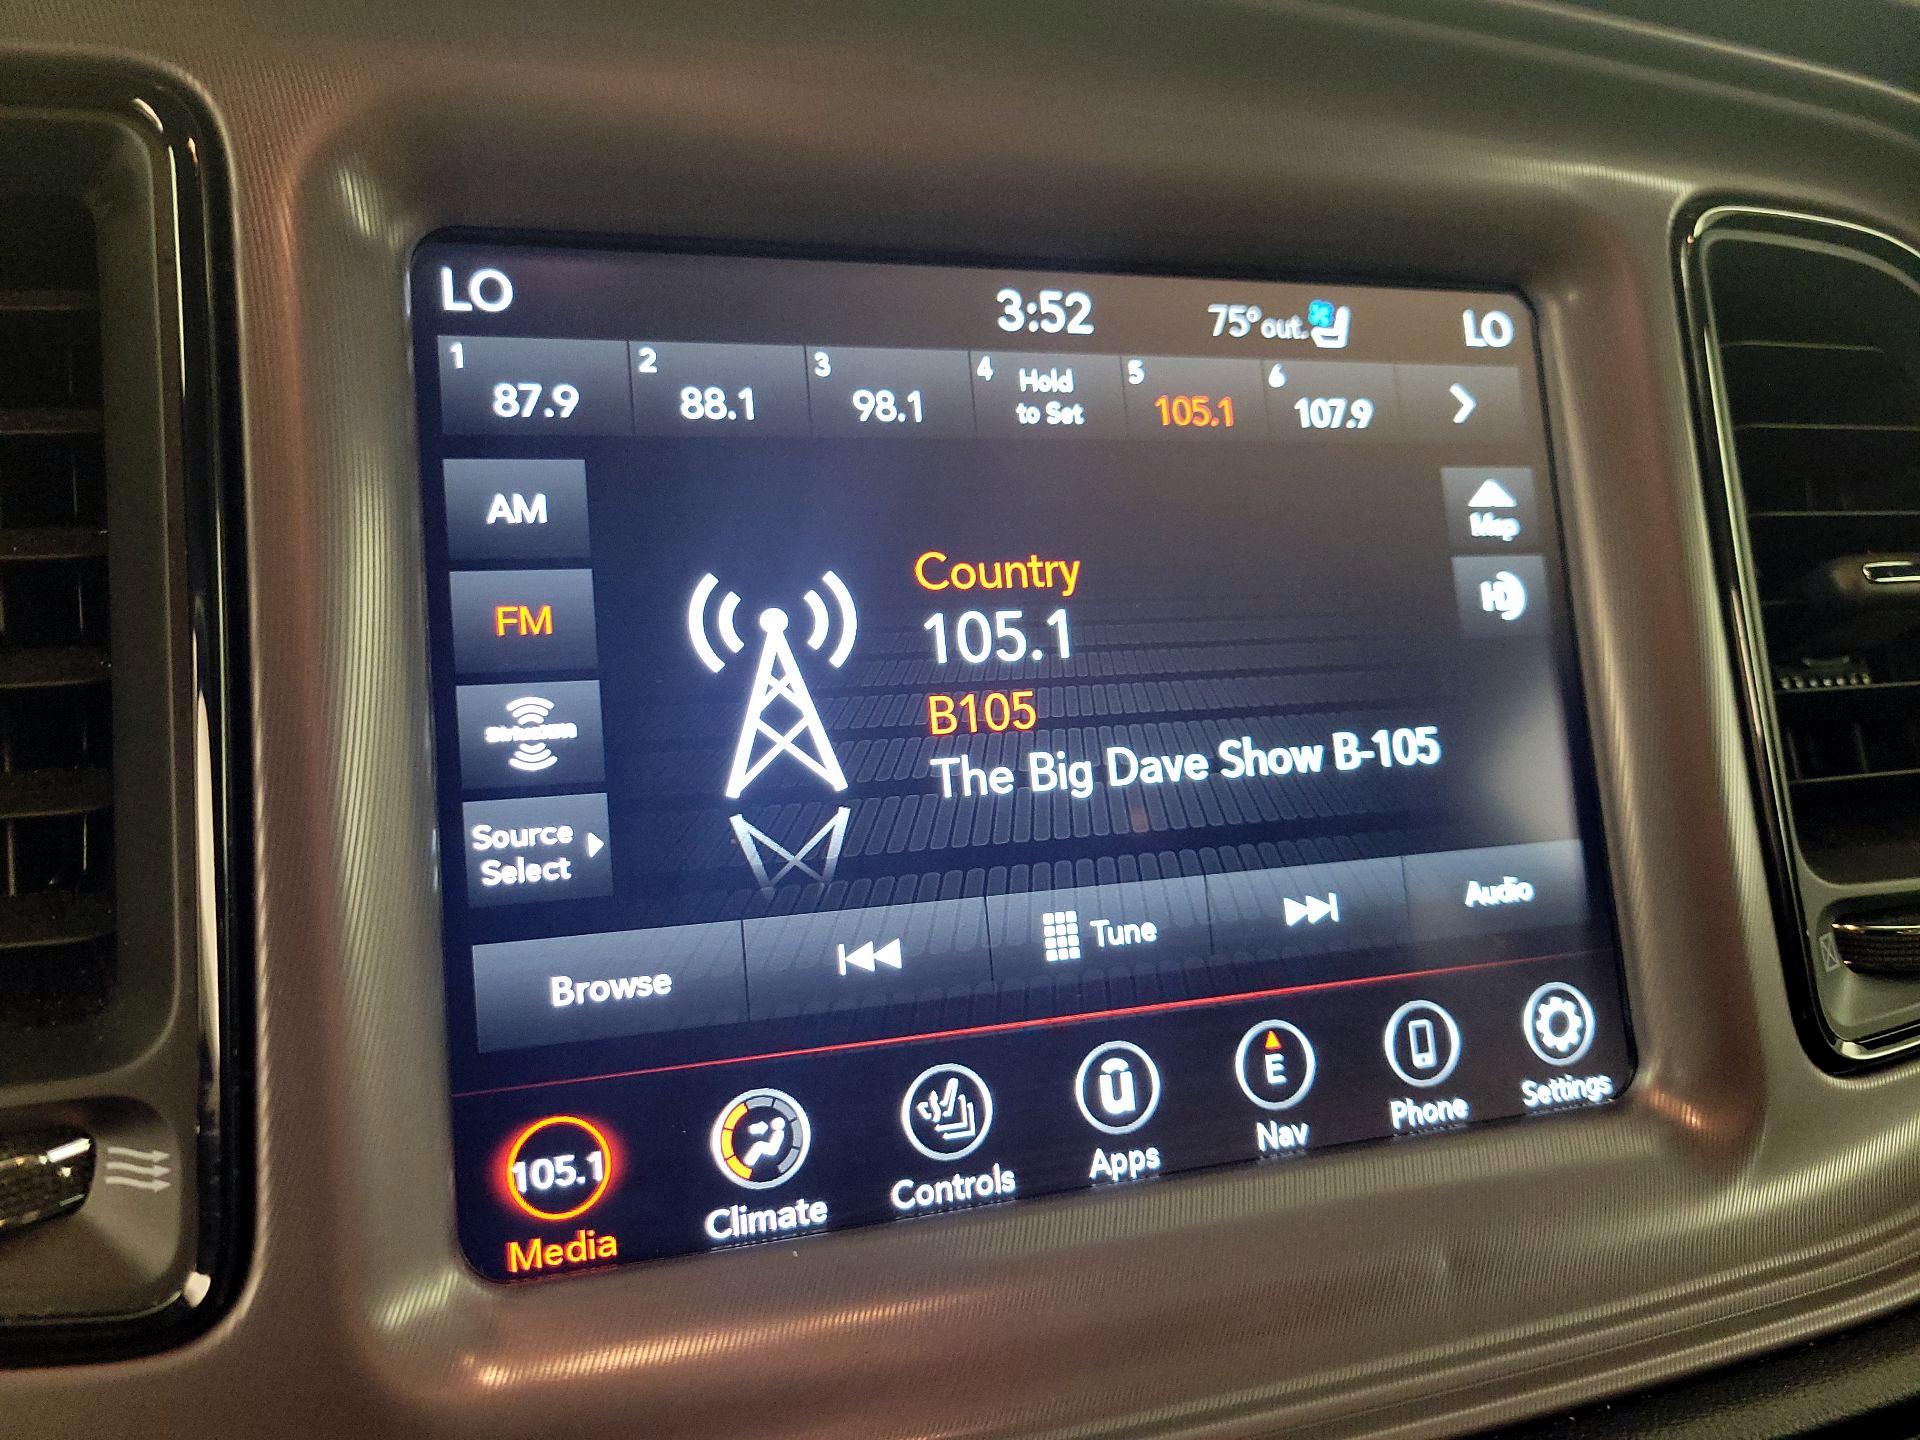 LO 3:52 75° out. LO
1 2 3 4 5 6
87.9 88.1 98.1 Hold to Set 105.1 107.9
AM
FM
SiriusXM
Source
Select
Country
105.1
B105
The Big Dave Show B-105
Map
HD
Browse Tune Audio
105.1 E
Media Climate Controls Apps Nav Phone Settings